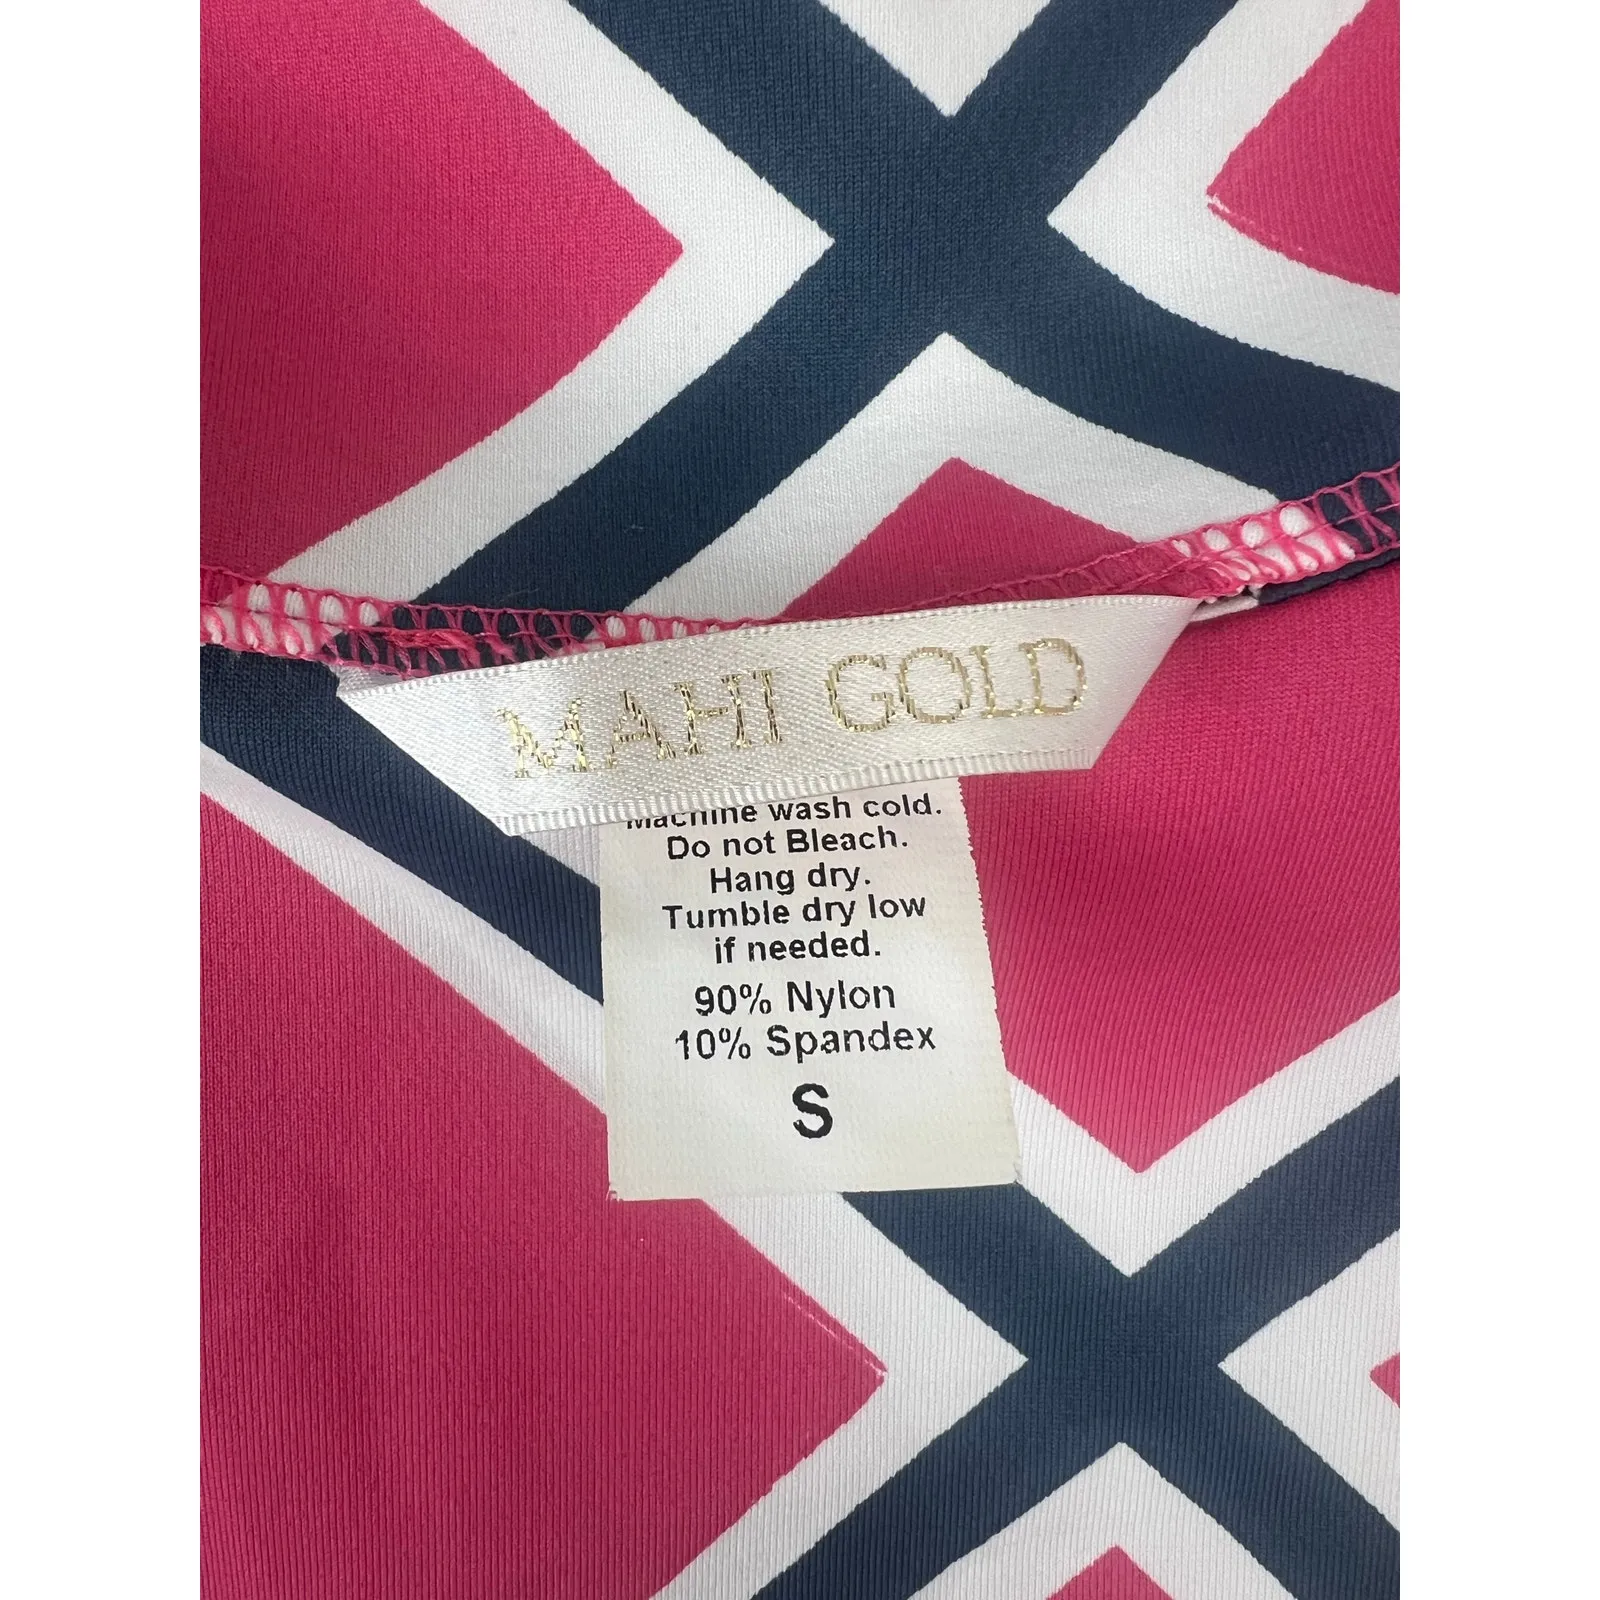 MAHI GOLD
Machine wash cold.
Do not Bleach.
Hang dry.
Tumble dry low
if needed.
90% Nylon
10% Spandex
S